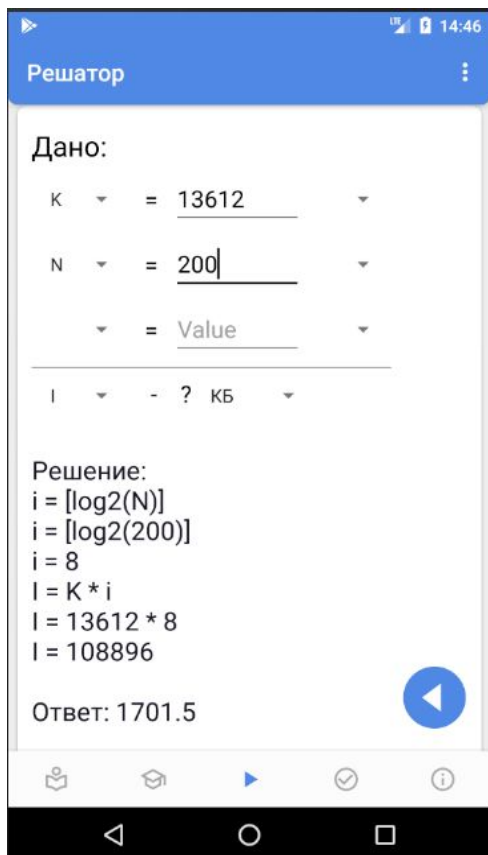 LTE 14:46
Решатор
Дано:
K = 13612
N = 200
= Value
I - ? КБ
Решение:
i = [log2(N)]
i = [log2(200)]
i = 8
I = K * i
I = 13612 * 8
I = 108896
Ответ: 1701.5